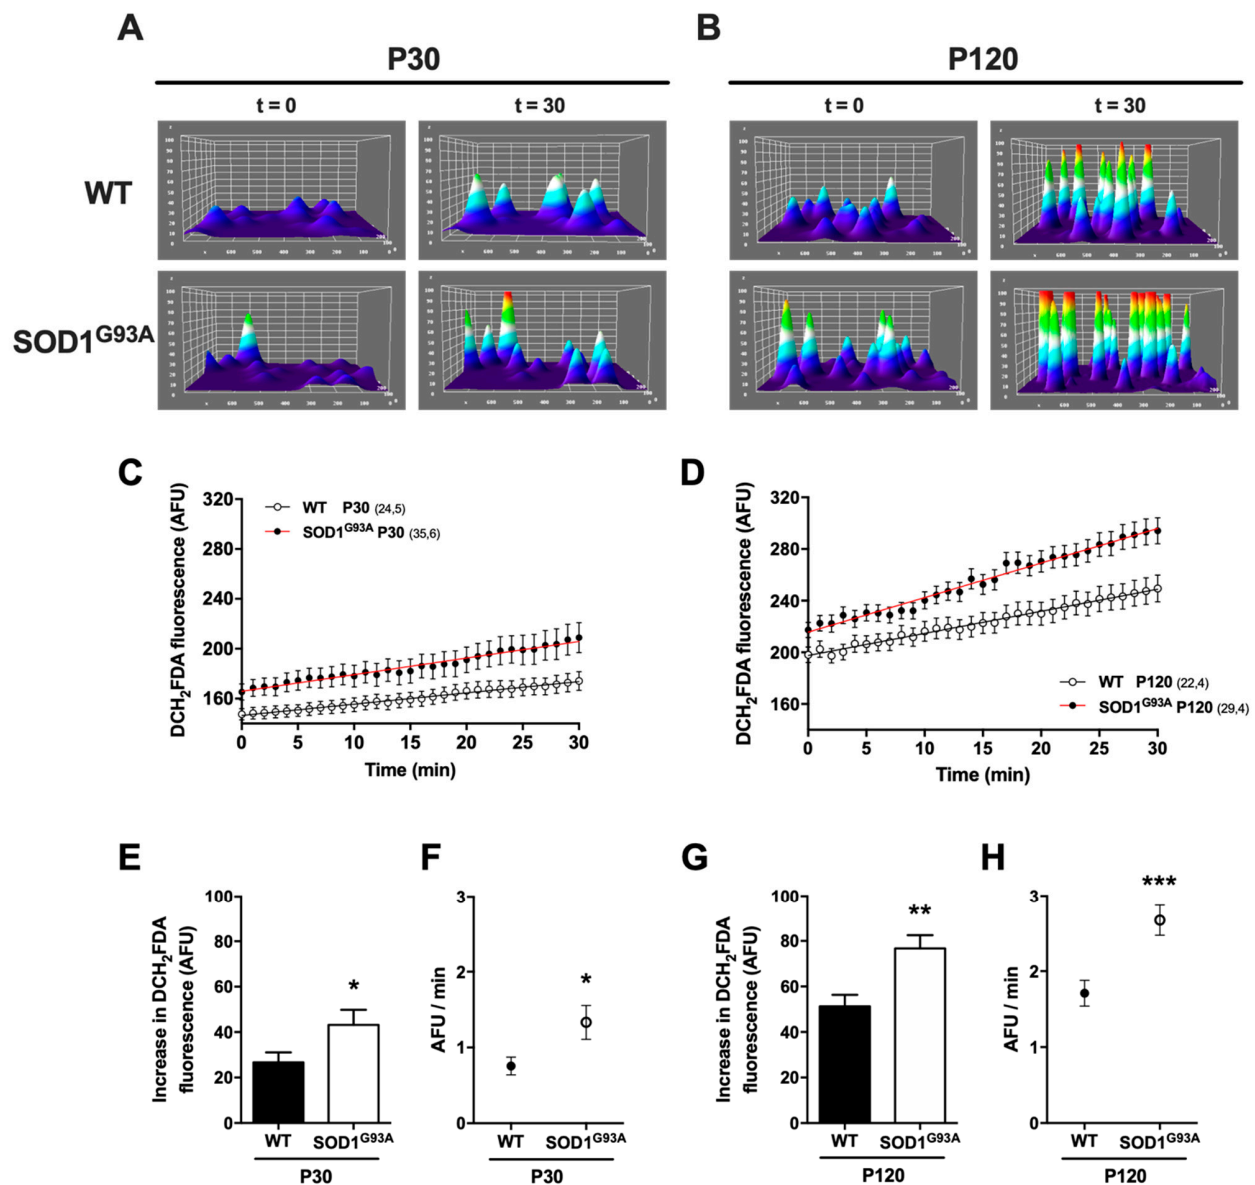 A
B
P30
P120
t = 0
t = 30
t = 0
t = 30
WT
SOD1G93A
C
D
DCH2FDA fluorescence (AFU)
320
280
240
200
160
WT P30 (24,5)
SOD1G93A P30 (35,6)
0 5 10 15 20 25 30
Time (min)
DCH2FDA fluorescence (AFU)
320
280
240
200
160
WT P120 (22,4)
SOD1G93A P120 (29,4)
0 5 10 15 20 25 30
Time (min)
E
F
G
H
Increase in DCH2FDA
fluorescence (AFU)
100
80
60
40
20
0
*
WT SOD1G93A
P30
AFU / min
3
2
1
0
*
WT SOD1G93A
P30
Increase in DCH2FDA
fluorescence (AFU)
100
80
60
40
20
0
**
WT SOD1G93A
P120
AFU / min
3
2
1
0
***
WT SOD1G93A
P120